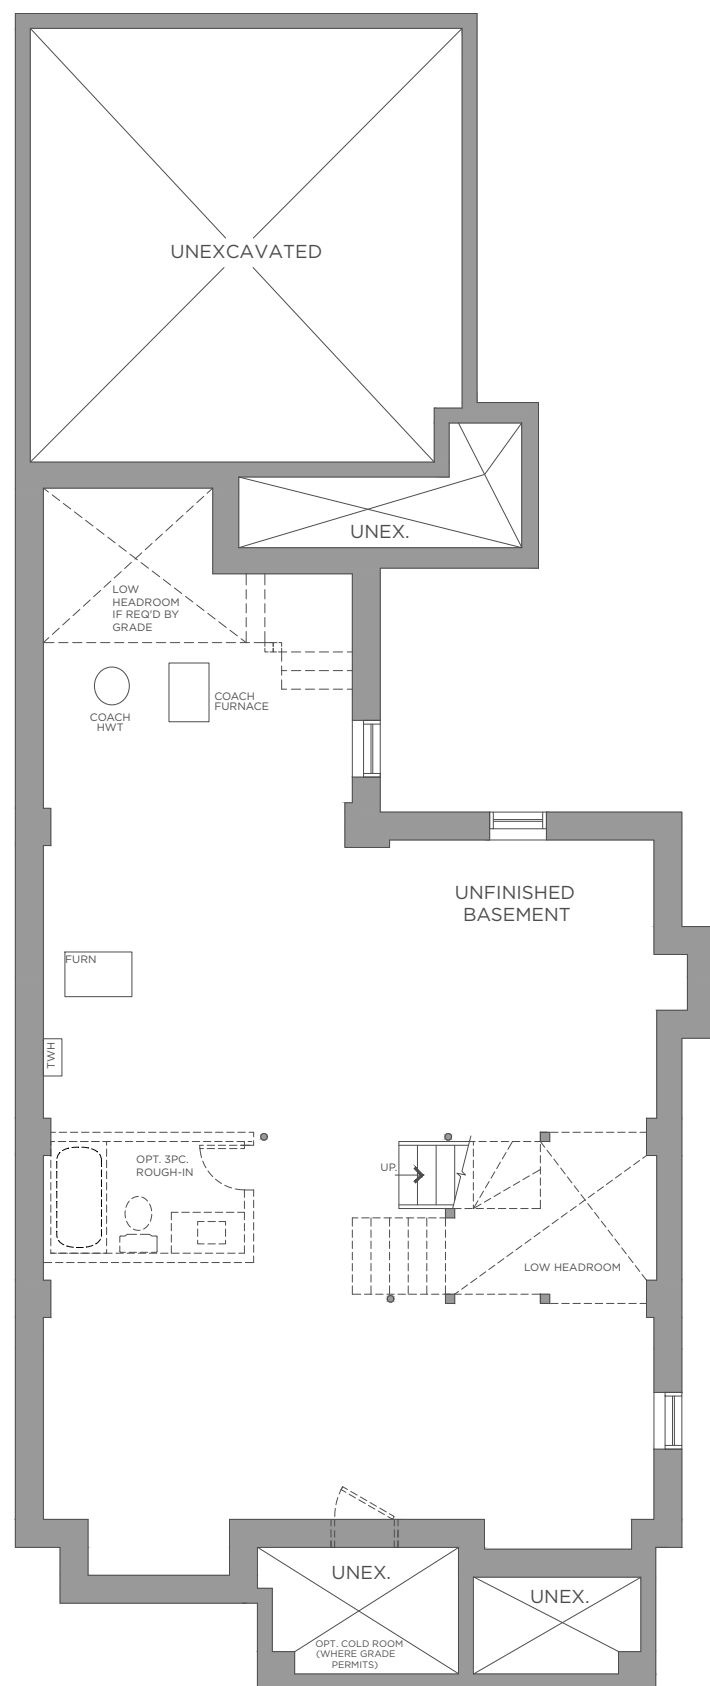 UNEXCAVATED
UNEX.
LOW
HEADROOM
IF REQ'D BY
GRADE
COACH
HWT
COACH
FURNACE
UNFINISHED
BASEMENT
FURN
TWH
OPT. 3PC.
ROUGH-IN
UP.
LOW HEADROOM
UNEX.
OPT. COLD ROOM
(WHERE GRADE
PERMITS)
UNEX.